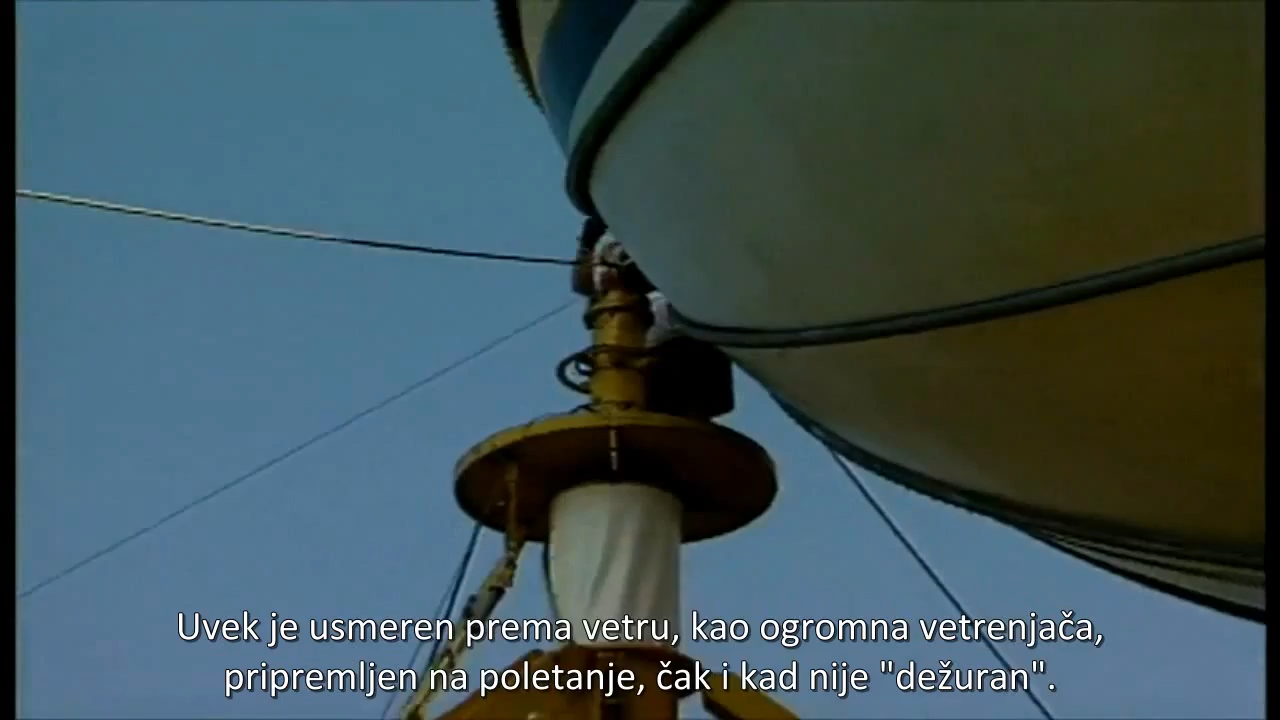 Uvek je usmeren prema vetru, kao ogromna vetrenjača,
pripremljen na poletanje, čak i kad nije "dežuran".